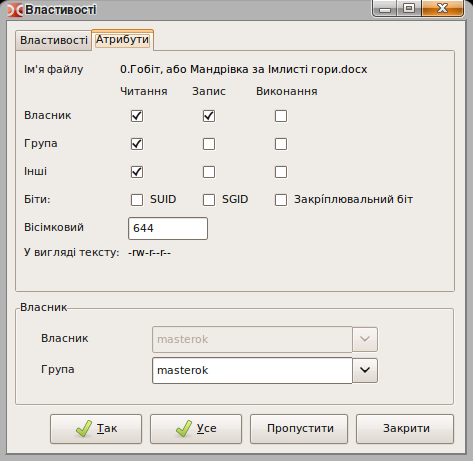 Властивості
Властивості Атрибути
Ім'я файлу 0.Гобіт, або Мандрівка за Імлисті гори.docx
Читання Запис Виконання
Власник
Група
Інші
Біти: SUID SGID Закріплювальний біт
Вісімковий 644
У вигляді тексту: -rw-r--r--
Власник
Власник masterok
Група masterok
Так Усе Пропустити Закрити